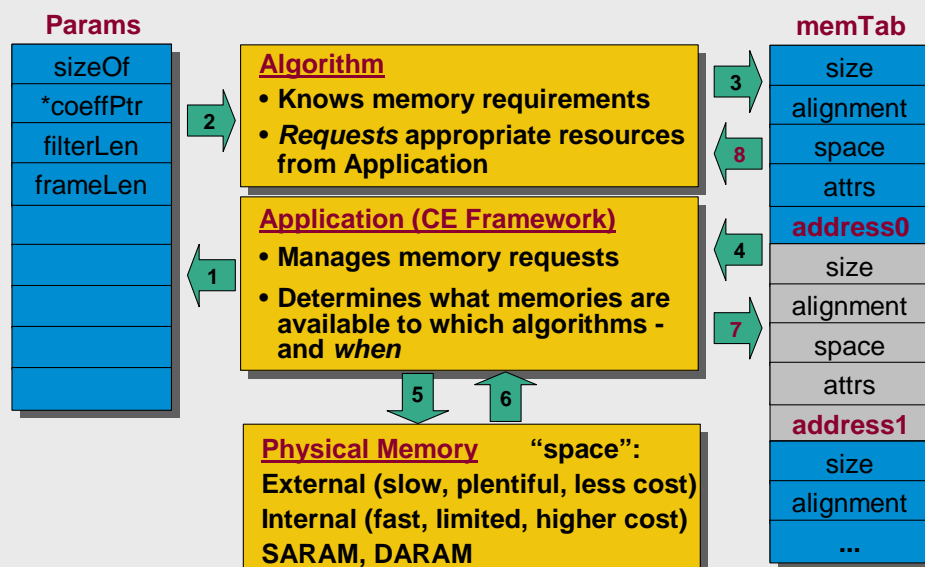 Params
sizeOf
*coeffPtr
filterLen
frameLen
2
1
Algorithm
• Knows memory requirements
• Requests appropriate resources
from Application
Application (CE Framework)
• Manages memory requests
• Determines what memories are
available to which algorithms -
and when
5
6
Physical Memory "space":
External (slow, plentiful, less cost)
Internal (fast, limited, higher cost)
SARAM, DARAM
3
8
4
7
memTab
size
alignment
space
attrs
address0
size
alignment
space
attrs
address1
size
alignment
...